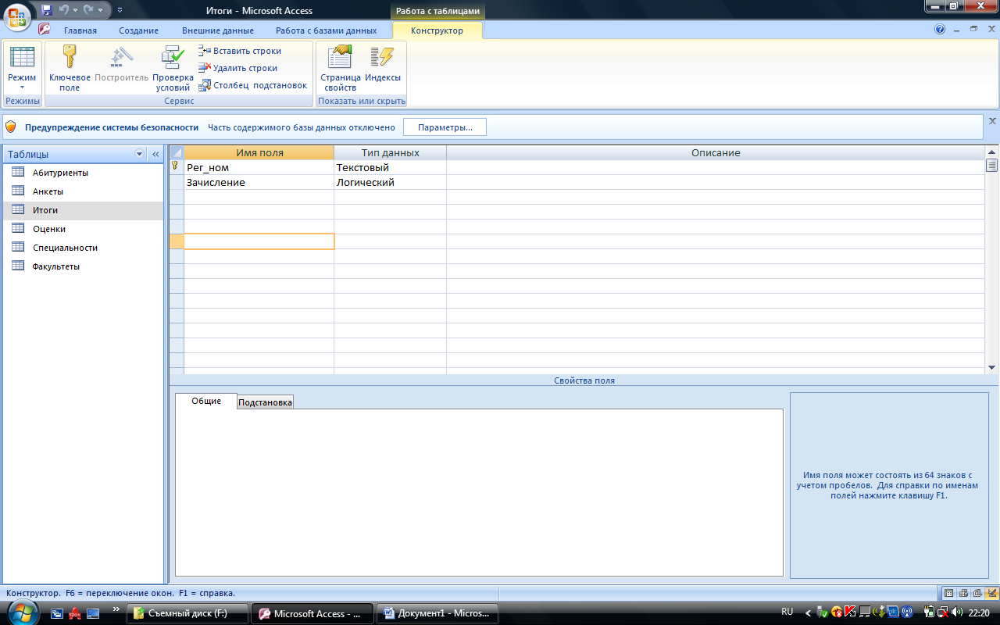 Итоги - Microsoft Access
Работа с таблицами
Главная
Создание
Внешние данные
Работа с базами данных
Конструктор
Режим
Ключевое поле
Построитель
Проверка условий
Вставить строки
Удалить строки
Столбец подстановок
Страница свойств
Индексы
Режимы
Сервис
Показать или скрыть
Предупреждение системы безопасности
Часть содержимого базы данных отключено
Параметры...
Таблицы
Абитуриенты
Анкеты
Итоги
Оценки
Специальности
Факультеты
Имя поля
Тип данных
Описание
Рег_ном
Текстовый
Зачисление
Логический
Свойства поля
Общие
Подстановка
Имя поля может состоять из 64 знаков с
учетом пробелов. Для справки по именам
полей нажмите клавишу F1.
Конструктор. F6 = переключение окон. F1 = справка.
Съемный диск (F:)
Microsoft Access - ...
Документ1 - Micros...
RU
22:20